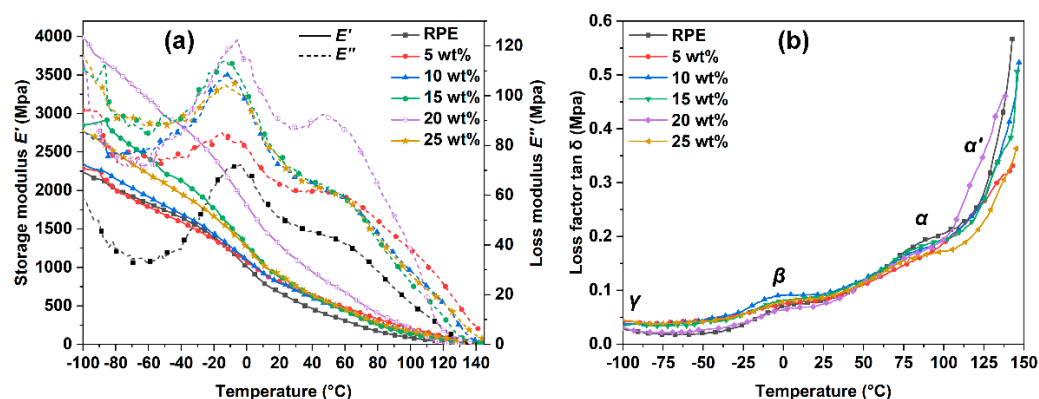 (a)
E'
E''
RPE
5 wt%
10 wt%
15 wt%
20 wt%
25 wt%
4000
3500
3000
2500
2000
1500
1000
500
0
120
100
80
60
40
20
0
-100 -80 -60 -40 -20 0 20 40 60 80 100 120 140
Storage modulus E' (Mpa)
Loss modulus E'' (Mpa)
Temperature (°C)
(b)
RPE
5 wt%
10 wt%
15 wt%
20 wt%
25 wt%
0.6
0.5
0.4
0.3
0.2
0.1
0.0
γ
β
α
α'
-100 -75 -50 -25 0 25 50 75 100 125 150
Loss factor tan δ (Mpa)
Temperature (°C)